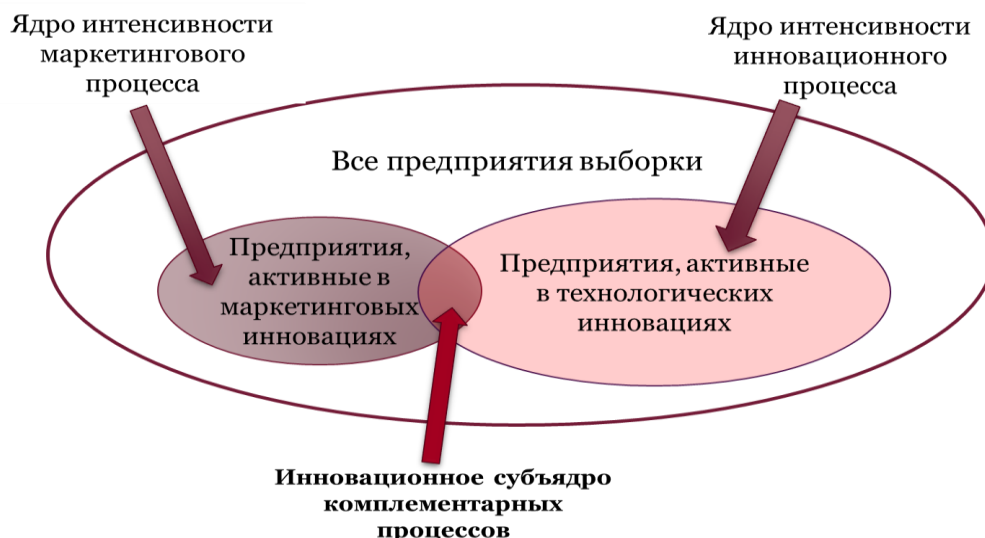 Ядро интенсивности
маркетингового
процесса
Ядро интенсивности
инновационного
процесса
Все предприятия выборки
Предприятия,
активные в
маркетинговых
инновациях
Предприятия, активные
в технологических
инновациях
Инновационное субъядро
комплементарных
процессов